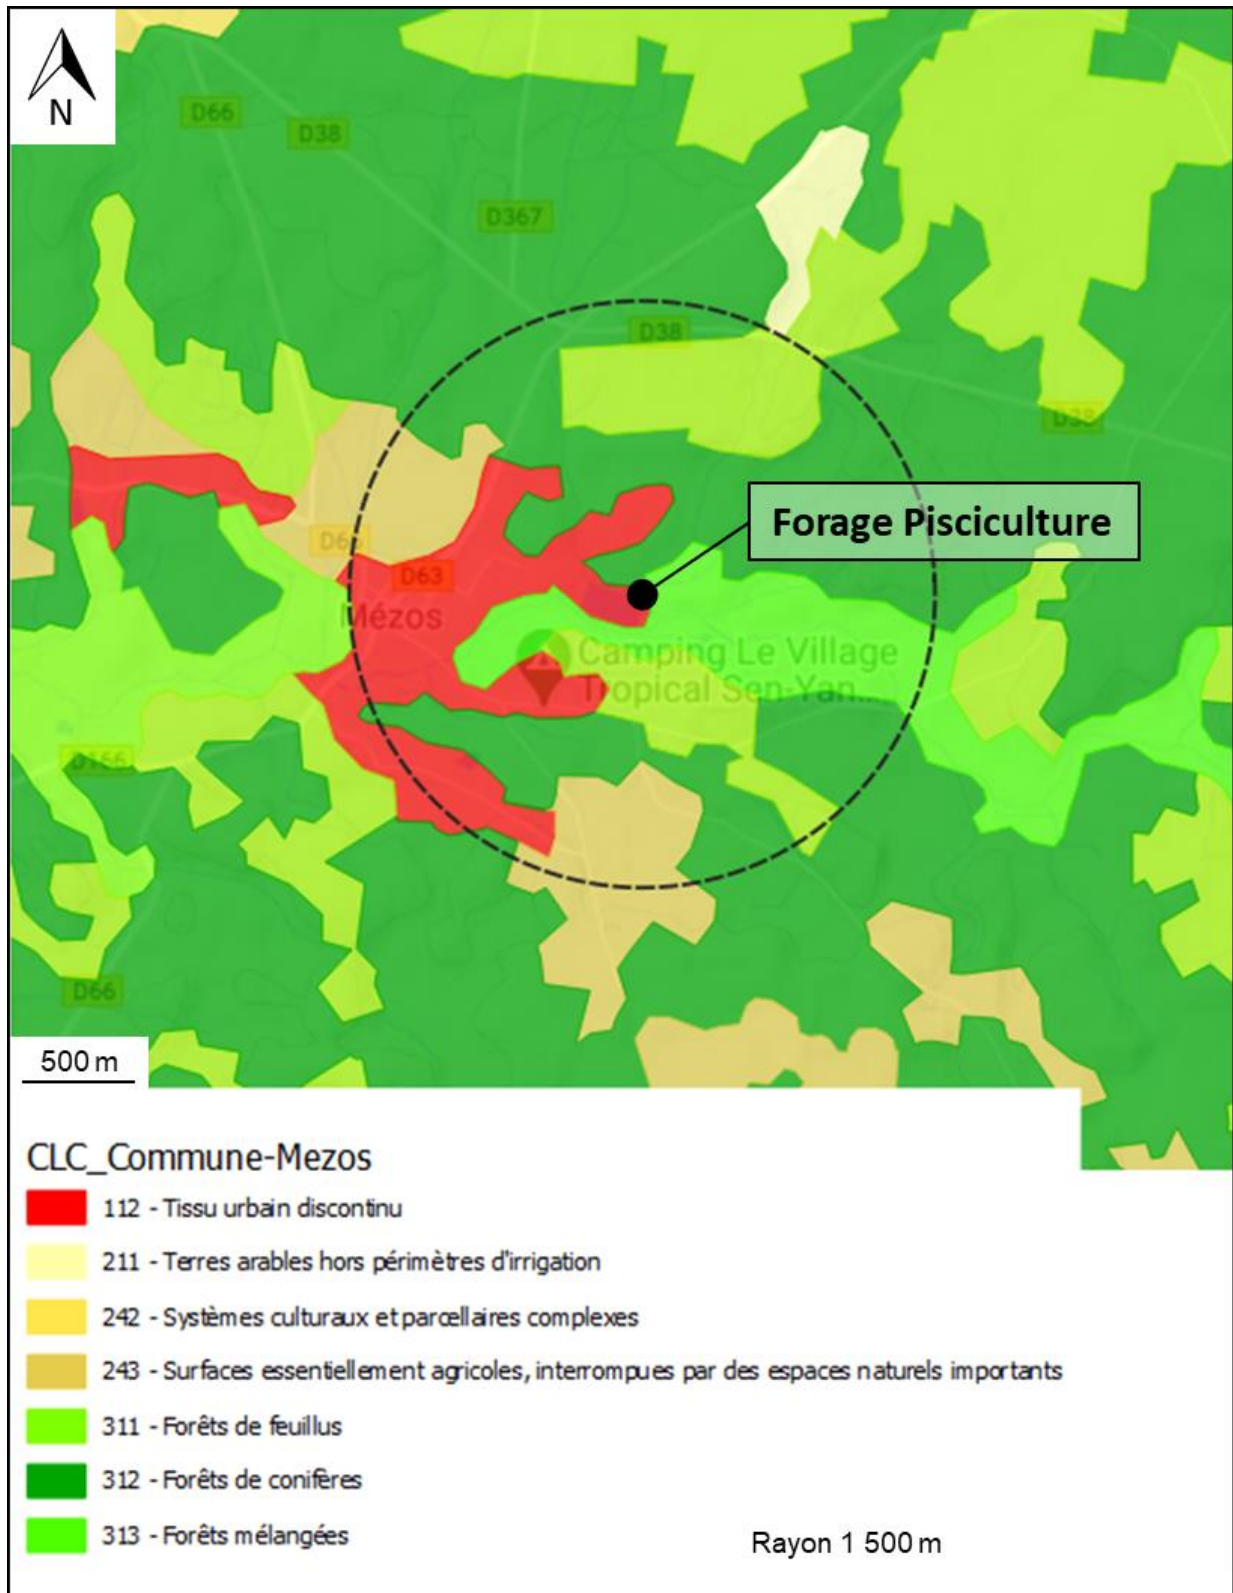 N
D66
D38
D367
D38
D38
Forage Pisciculture
D66
D63
Mézos
Camping Le Village
Tropical Sen-Yan...
D166
D66
500 m
CLC_Commune-Mezos
112 - Tissu urbain discontinu
211 - Terres arables hors périmètres d'irrigation
242 - Systèmes culturaux et parcellaires complexes
243 - Surfaces essentiellement agricoles, interrompues par des espaces naturels importants
311 - Forêts de feuillus
312 - Forêts de conifères
313 - Forêts mélangées
Rayon 1 500 m